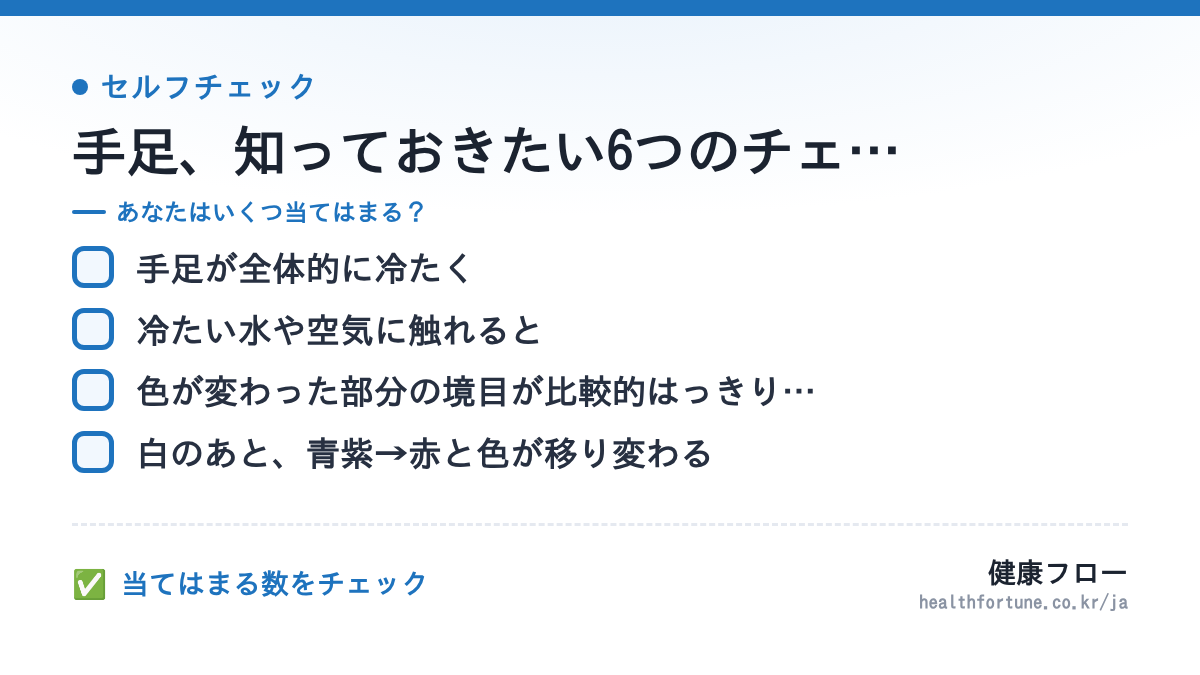 セルフチェック
手足、知っておきたい6つのチェ…
あなたはいくつ当てはまる？
手足が全体的に冷たく
冷たい水や空気に触れると
色が変わった部分の境目が比較的はっきり…
白のあと、青紫→赤と色が移り変わる
✅ 当てはまる数をチェック
健康フロー
healthfortune.co.kr/ja